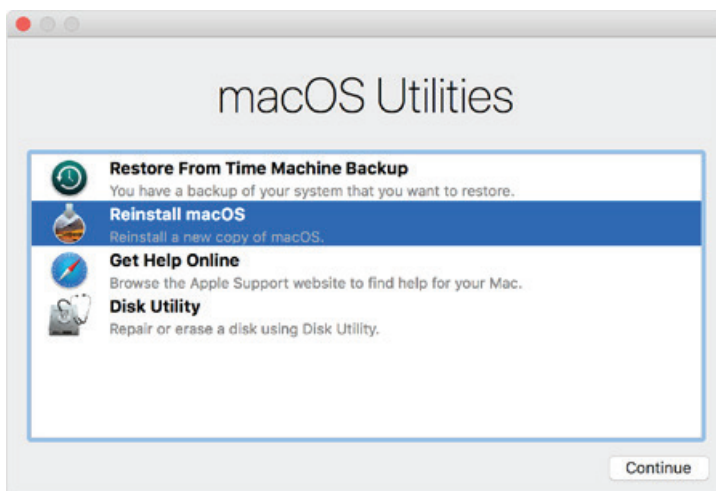 macOS Utilities
Restore From Time Machine Backup
You have a backup of your system that you want to restore.
Reinstall macOS
Reinstall a new copy of macOS.
Get Help Online
Browse the Apple Support website to find help for your Mac.
Disk Utility
Repair or erase a disk using Disk Utility.
Continue